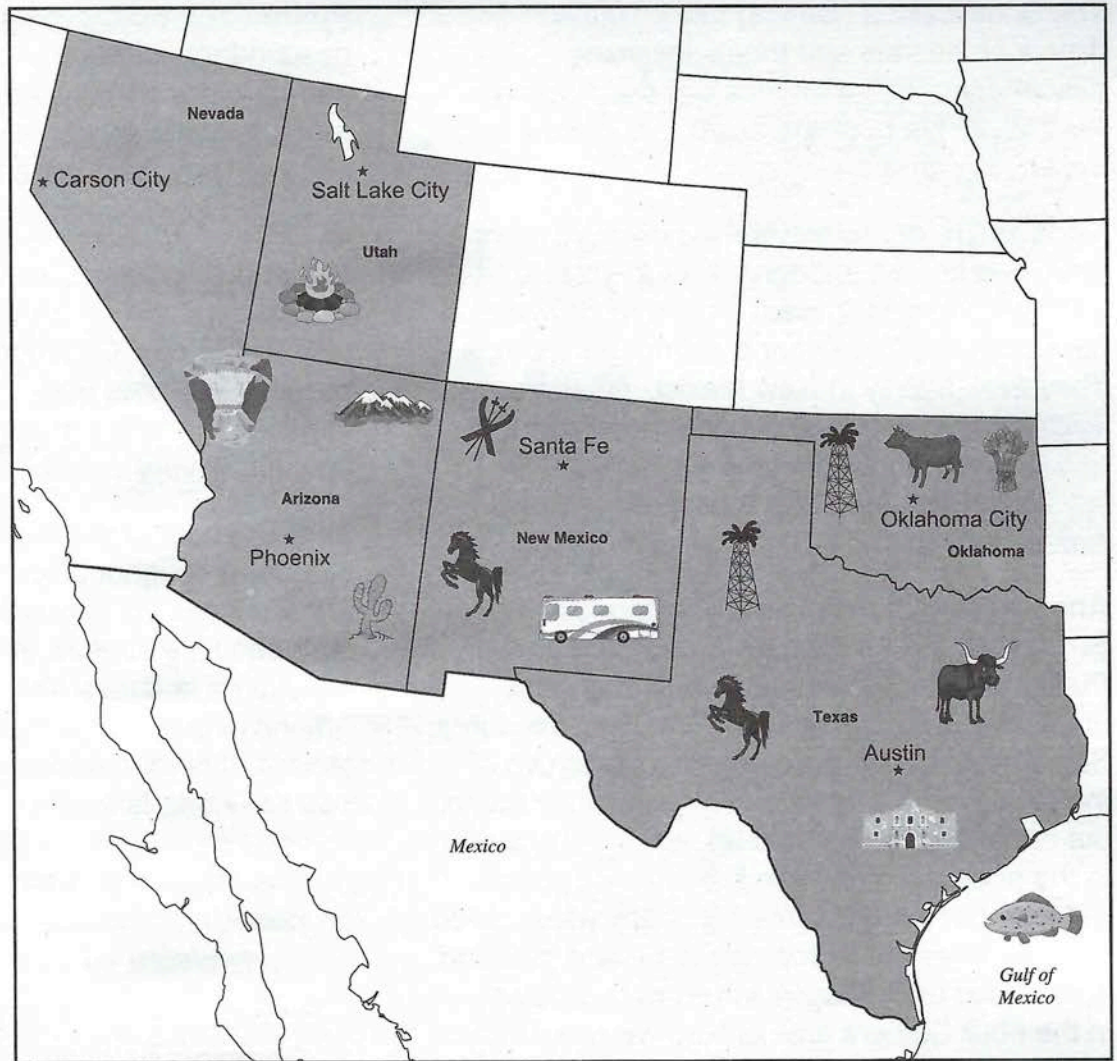 Nevada
Carson City
Salt Lake City
Utah
Santa Fe
Arizona
Phoenix
New Mexico
Oklahoma City
Oklahoma
Texas
Austin
Mexico
Gulf of
Mexico